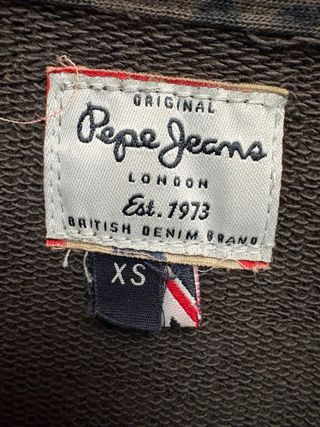 ORIGINAL
Pepe Jeans
LONDON
Est. 1973
BRITISH DENIM BRAND
XS